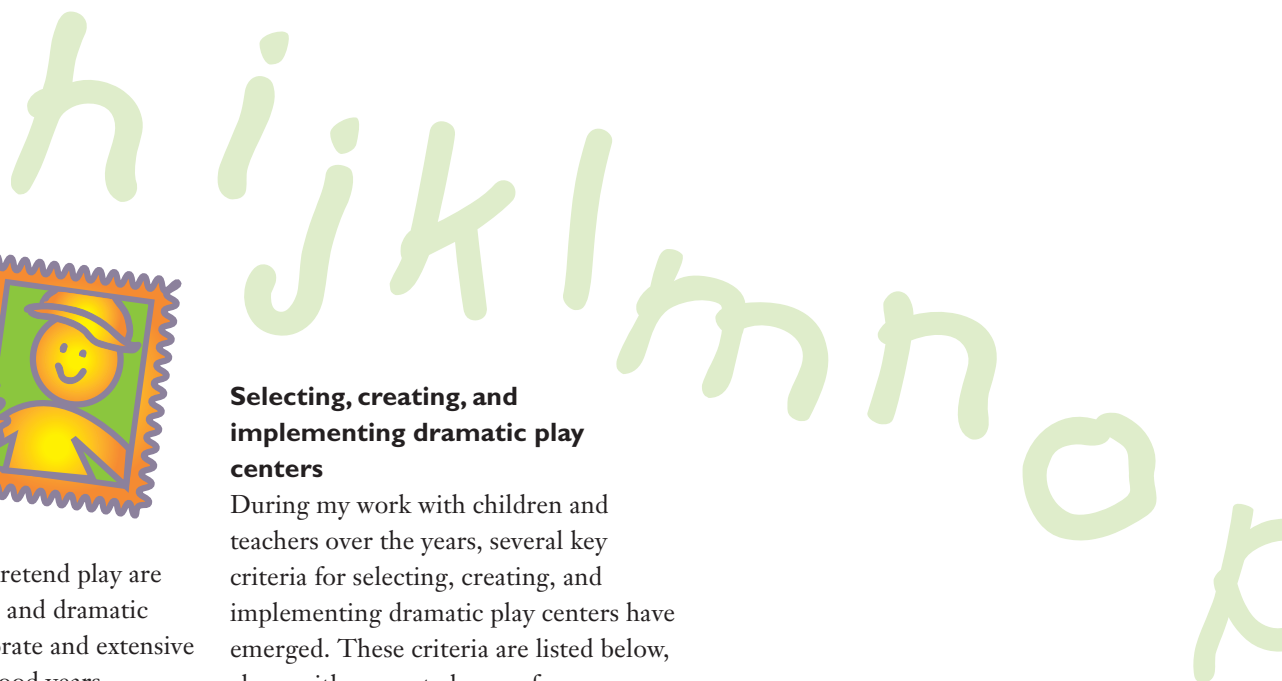 h i j k l m n o p
retend play are
and dramatic
rate and extensive
Selecting, creating, and
implementing dramatic play
centers
During my work with children and
teachers over the years, several key
criteria for selecting, creating, and
implementing dramatic play centers have
emerged. These criteria are listed below,